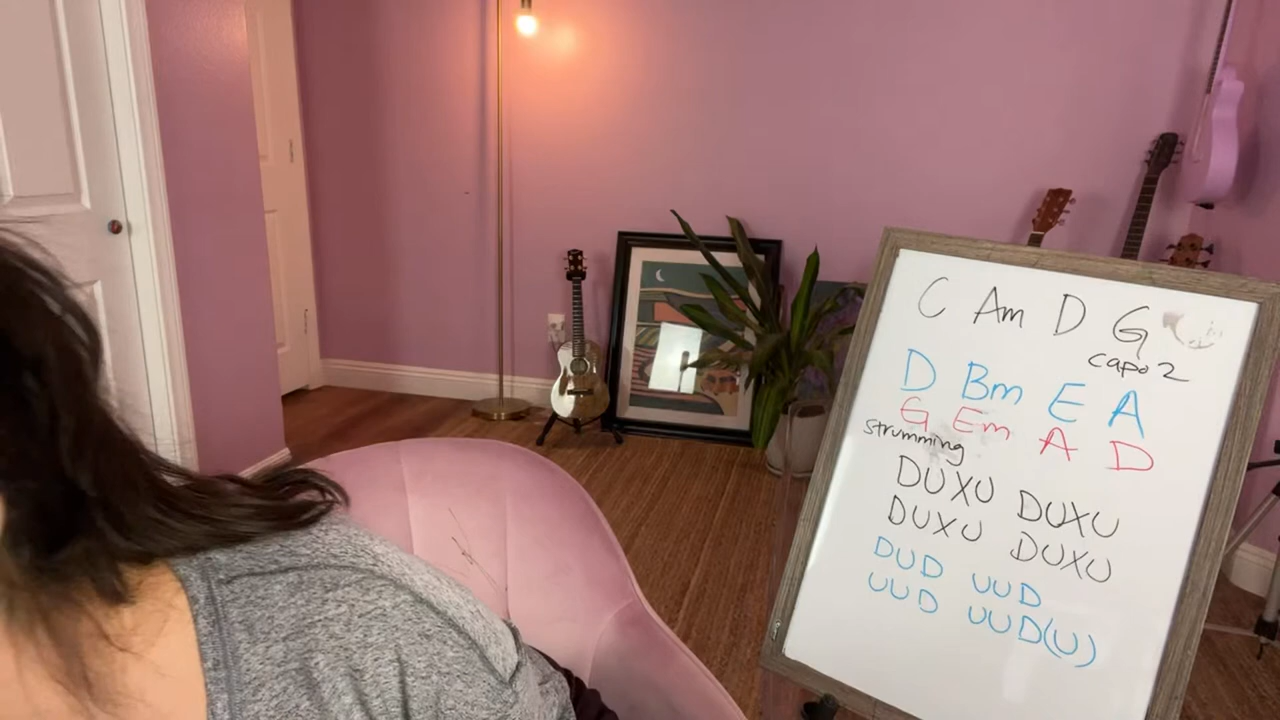 C Am D G
capo 2
D Bm E A
G Em A D
strumming
DUXU DUXU
DUXU DUXU
DUD UUD
UUD UUD(U)